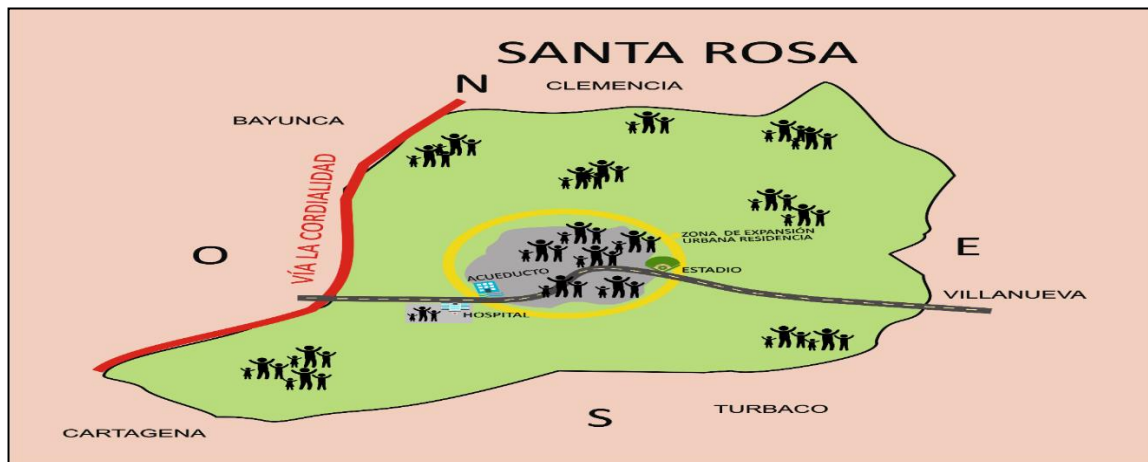 SANTA ROSA
N
CLEMENCIA
BAYUNCA
VÍA LA CORDIALIDAD
O
E
ZONA DE EXPANSIÓN
URBANA RESIDENCIA
ACUEDUCTO
ESTADIO
VILLANUEVA
HOSPITAL
S
TURBACO
CARTAGENA